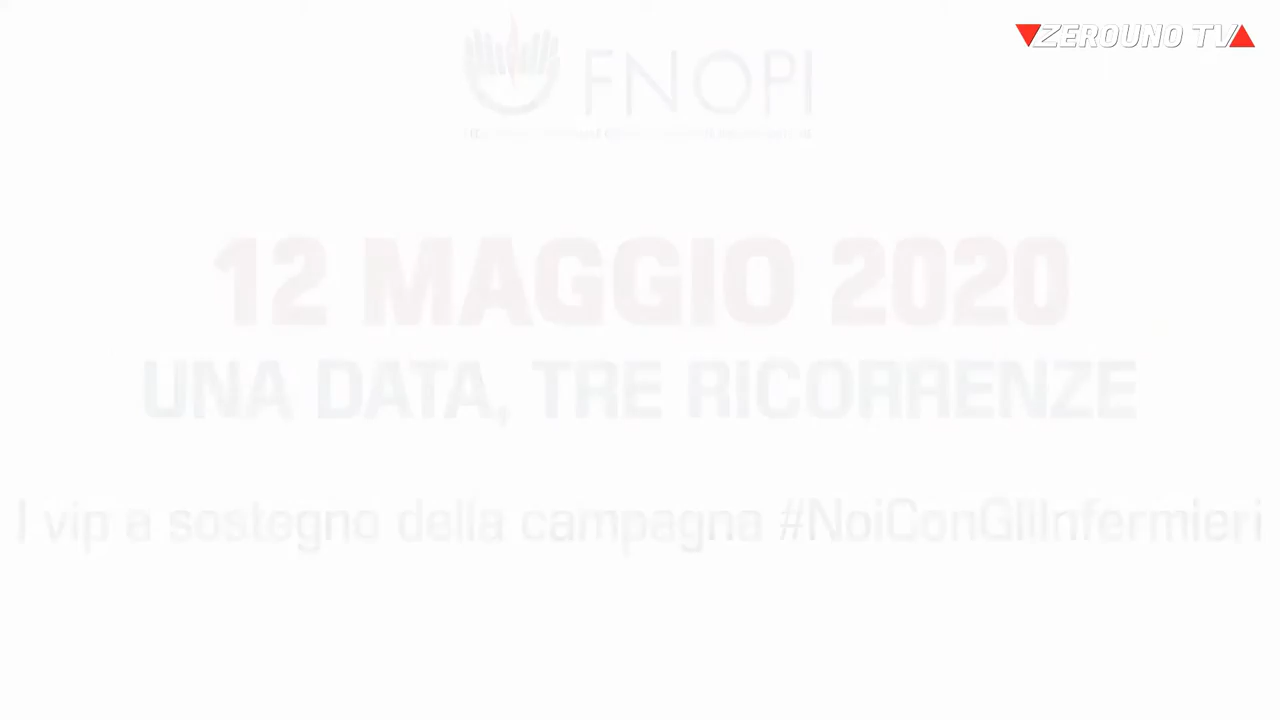 ZEROUNO TV
FNOPI
12 MAGGIO 2020
UNA DATA, TRE RICORRENZE
I vip a sostegno della campagna #NoiConGliInfermieri